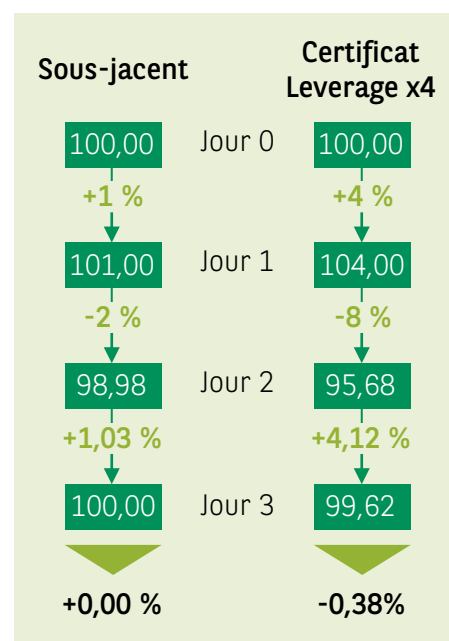 Sous-jacent
Certificat
Leverage x4
100,00 Jour 0 100,00
+1 % +4 %
101,00 Jour 1 104,00
-2 % -8 %
98,98 Jour 2 95,68
+1,03 % +4,12 %
100,00 Jour 3 99,62
+0,00 % -0,38%